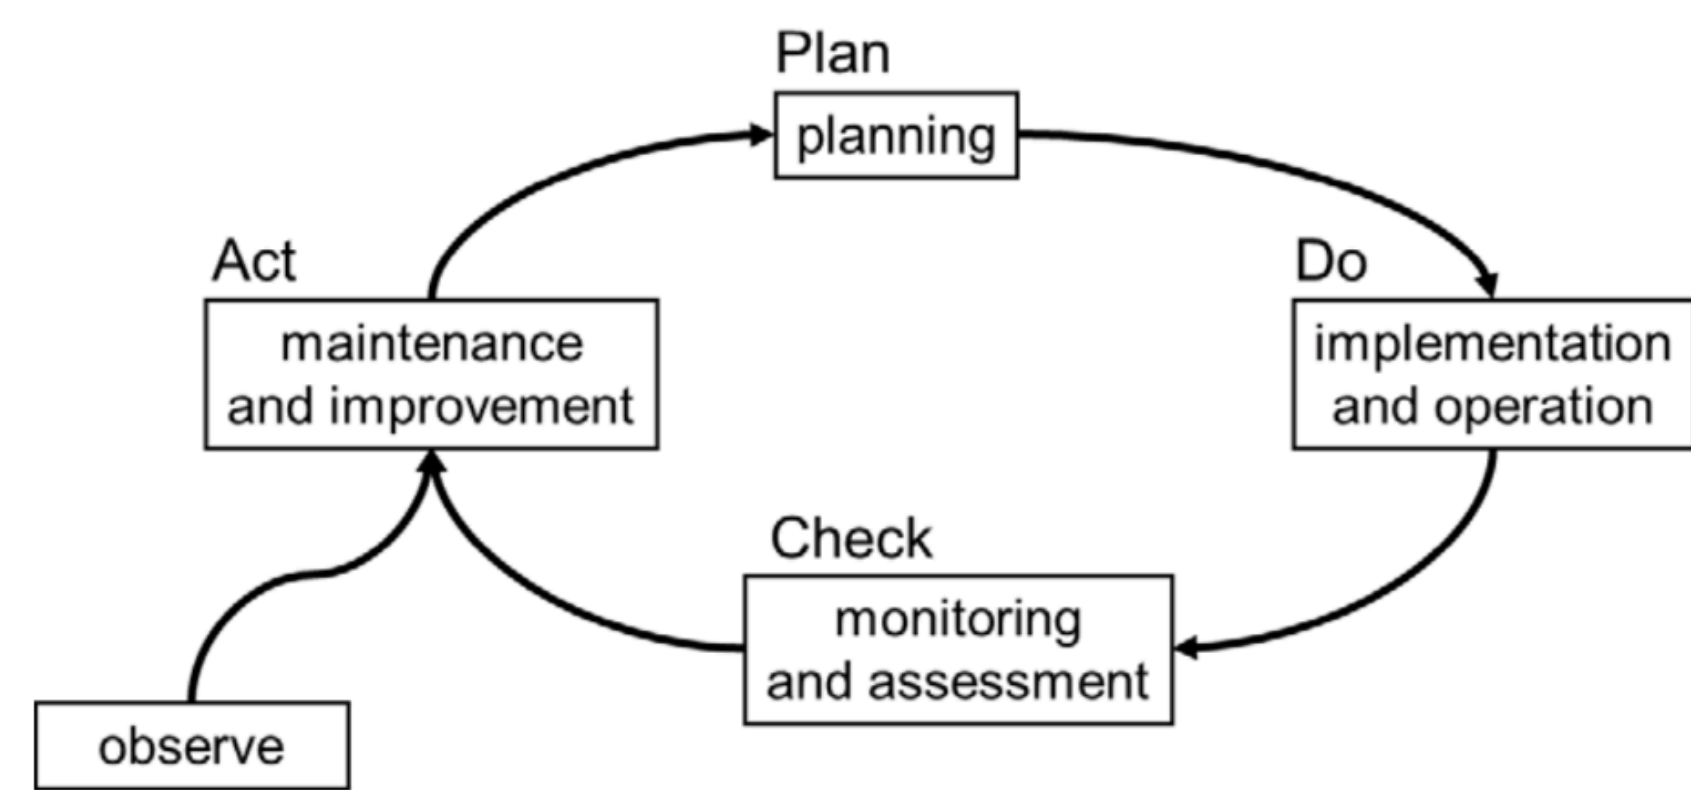 Plan
planning
Act
maintenance
and improvement
Do
implementation
and operation
Check
monitoring
and assessment
observe